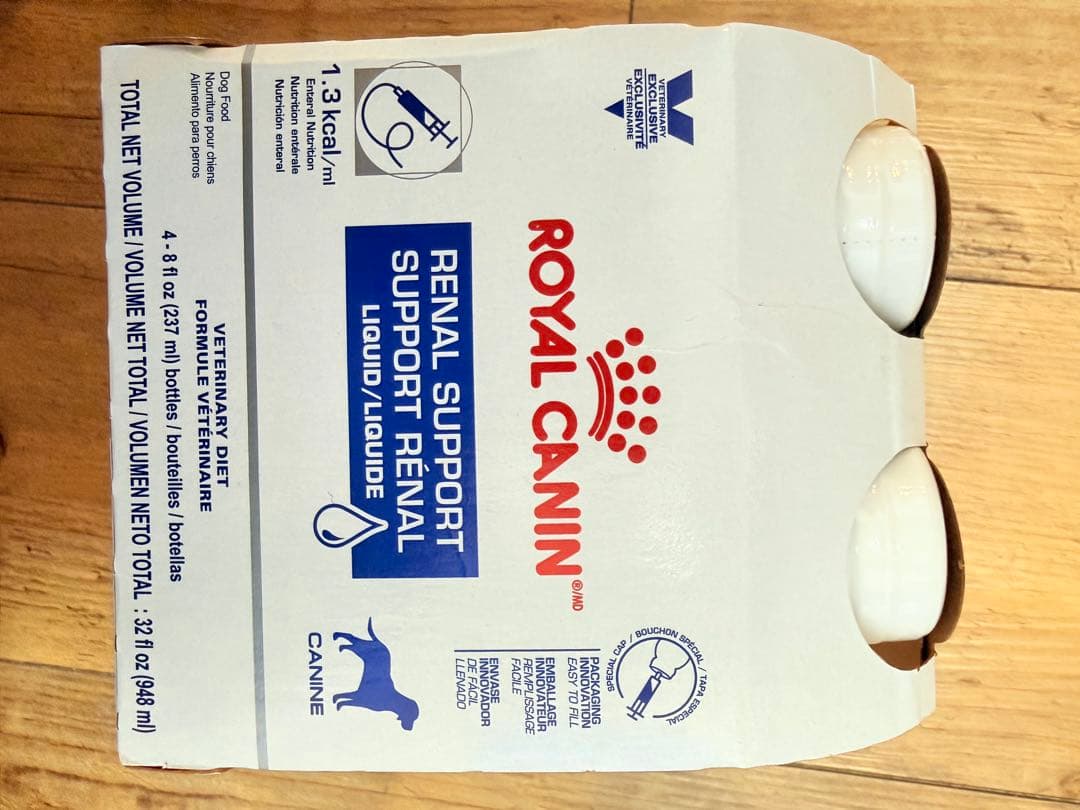 VETERINARY
EXCLUSIVE
EXCLUSIVITÉ
VÉTÉRINAIRE
ROYAL CANIN®/MD
1.3 kcal/ml
Enteral Nutrition
Nutrition entérale
Nutrición enteral
RENAL SUPPORT
SUPPORT RÉNAL
LIQUID/LIQUIDE
SPECIAL CAP / BOUCHON SPÉCIAL / TAPA ESPECIAL
PACKAGING
INNOVATION
EASY TO FILL
EMBALLAGE
INNOVATEUR
REMPLISSAGE
FACILE
ENVASE
INNOVADOR
DE FÁCIL
LLENADO
CANINE
Dog Food
Nourriture pour chiens
Alimento para perros
VETERINARY DIET
FORMULE VÉTÉRINAIRE
4 - 8 fl oz (237 ml) bottles / bouteilles / botellas
TOTAL NET VOLUME / VOLUME NET TOTAL / VOLUMEN NETO TOTAL : 32 fl oz (948 ml)